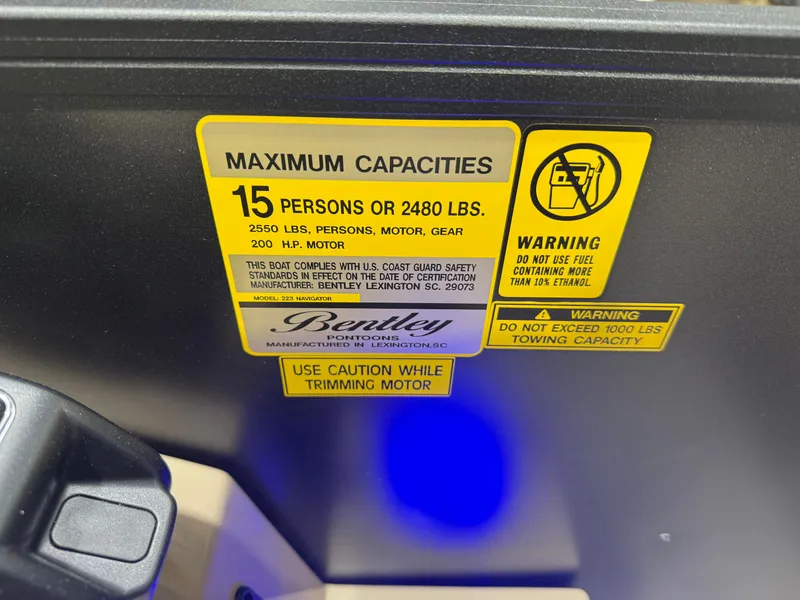 MAXIMUM CAPACITIES
15 PERSONS OR 2480 LBS.
2550 LBS, PERSONS, MOTOR, GEAR
200 H.P. MOTOR
THIS BOAT COMPLIES WITH U.S. COAST GUARD SAFETY
STANDARDS IN EFFECT ON THE DATE OF CERTIFICATION
MANUFACTURER: BENTLEY LEXINGTON SC. 29073
MODEL: 223 NAVIGATOR
Bentley
PONTOONS
MANUFACTURED IN LEXINGTON,SC
WARNING
DO NOT USE FUEL
CONTAINING MORE
THAN 10% ETHANOL.
WARNING
DO NOT EXCEED 1000 LBS
TOWING CAPACITY
USE CAUTION WHILE
TRIMMING MOTOR